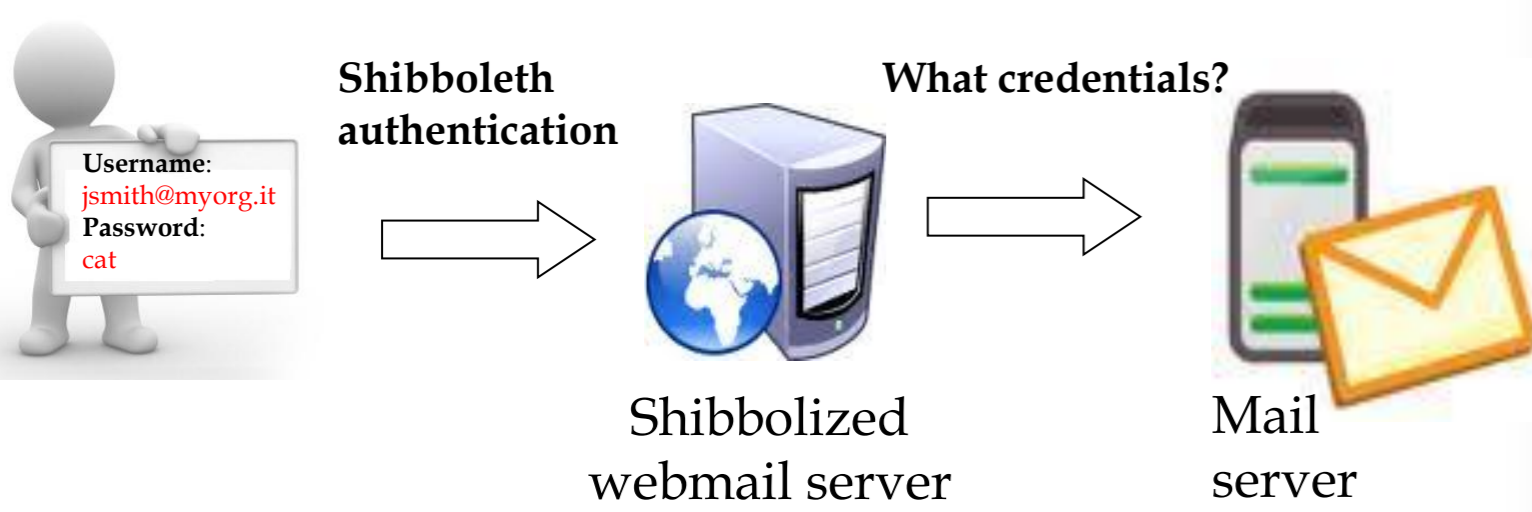 Shibboleth
authentication
What credentials?
Username:
jsmith@myorg.it
Password:
cat
Shibbolized
webmail server
Mail
server